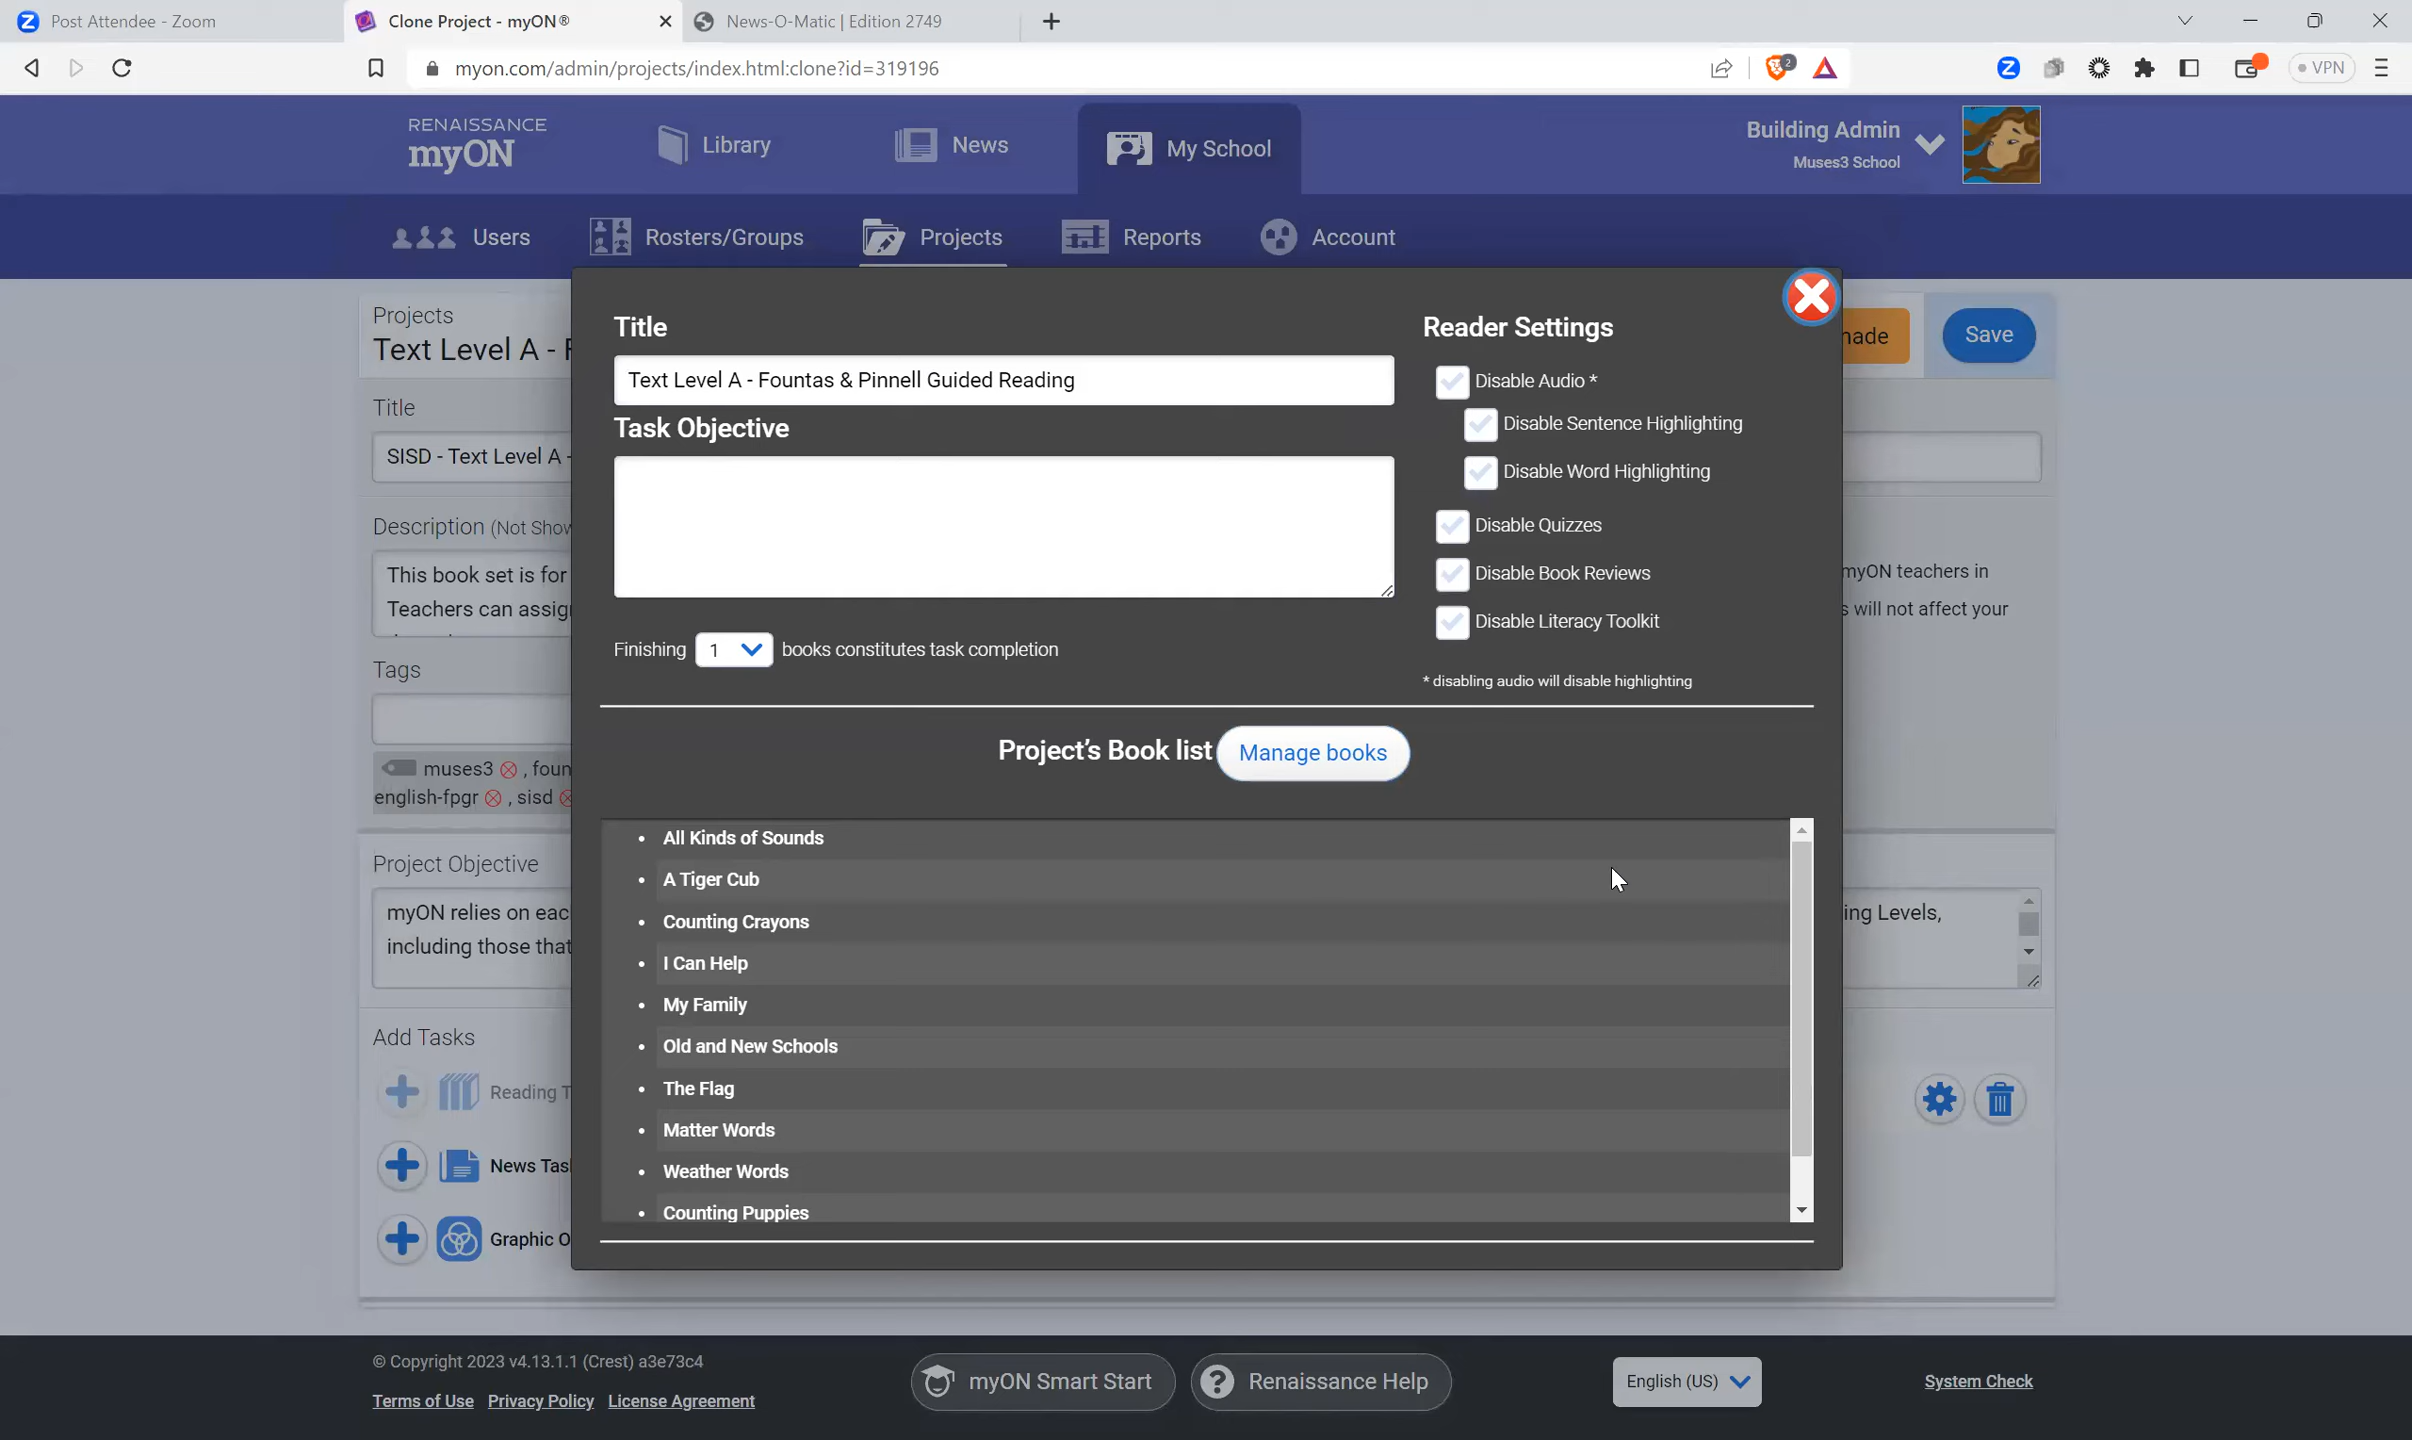 Post Attendee - Zoom
Clone Project - myON®
News-O-Matic | Edition 2749
myon.com/admin/projects/index.html:clone?id=319196
2
VPN
RENAISSANCE
myON
Library
News
My School
Building Admin
Muses3 School
Users
Rosters/Groups
Projects
Reports
Account
Projects
Text Level A - F
Save
Title
SISD - Text Level A -
Description (Not Show
This book set is for
Teachers can assig
myON teachers in
s will not affect your
Tags
muses3 , foun
english-fpgr , sisd
Project Objective
myON relies on eac
including those that
ing Levels,
Add Tasks
Reading T
News Tas
Graphic O
Title
Text Level A - Fountas & Pinnell Guided Reading
Task Objective
Finishing 1 books constitutes task completion
Reader Settings
Disable Audio *
Disable Sentence Highlighting
Disable Word Highlighting
Disable Quizzes
Disable Book Reviews
Disable Literacy Toolkit
* disabling audio will disable highlighting
Project's Book list
Manage books
• All Kinds of Sounds
• A Tiger Cub
• Counting Crayons
• I Can Help
• My Family
• Old and New Schools
• The Flag
• Matter Words
• Weather Words
• Counting Puppies
© Copyright 2023 v4.13.1.1 (Crest) a3e73c4
Terms of Use Privacy Policy License Agreement
myON Smart Start
Renaissance Help
English (US)
System Check